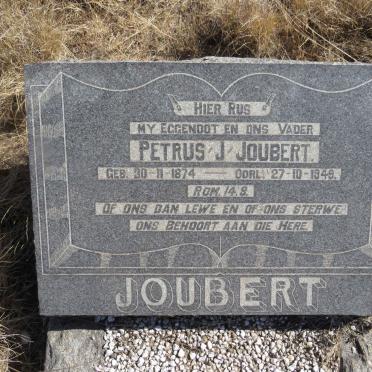 HIER RUS
MY EGGENOOT EN ONS VADER
PETRUS J JOUBERT.
GEB. 30-11-1874 — OORL. 27-10-1949.
ROM. 14. 8.
OF ONS DAN LEWE EN OF ONS STERWE
ONS BEHOORT AAN DIE HERE.
JOUBERT